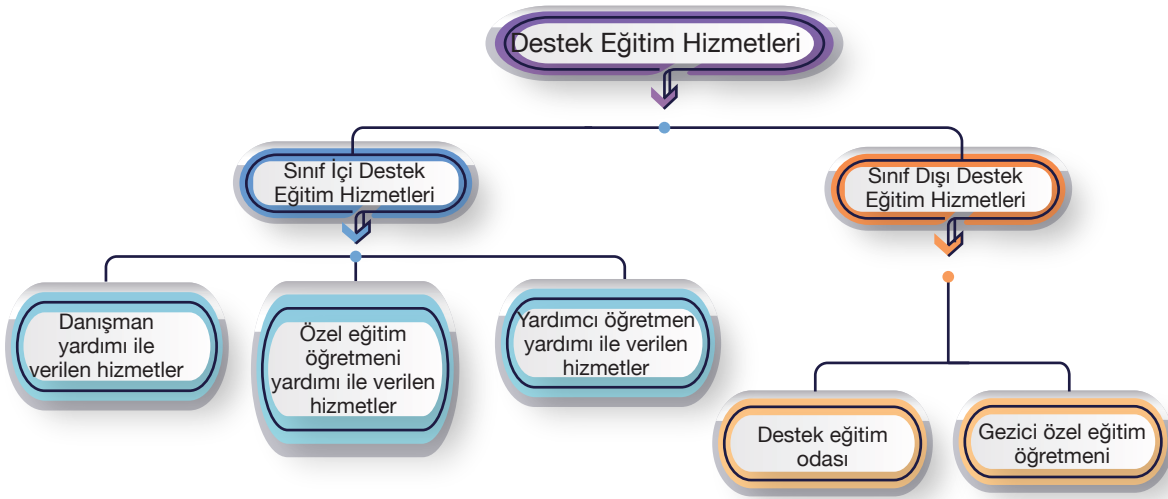 Destek Eğitim Hizmetleri
Sınıf İçi Destek
Eğitim Hizmetleri
Sınıf Dışı Destek
Eğitim Hizmetleri
Danışman
yardımı ile
verilen hizmetler
Özel eğitim
öğretmeni
yardımı ile verilen
hizmetler
Yardımcı öğretmen
yardımı ile verilen
hizmetler
Destek eğitim
odası
Gezici özel eğitim
öğretmeni